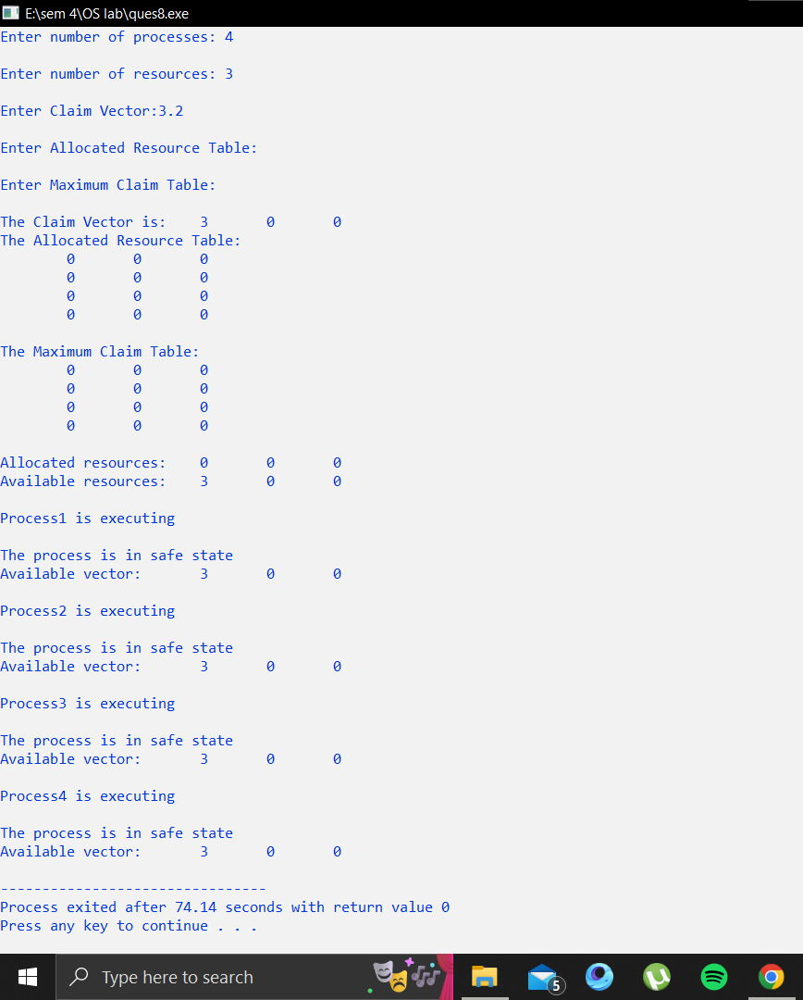 E:\sem 4\OS lab\ques8.exe
Enter number of processes: 4
Enter number of resources: 3
Enter Claim Vector:3.2
Enter Allocated Resource Table:
Enter Maximum Claim Table:
The Claim Vector is: 3 0 0
The Allocated Resource Table:
0 0 0
0 0 0
0 0 0
0 0 0
The Maximum Claim Table:
0 0 0
0 0 0
0 0 0
0 0 0
Allocated resources: 0 0 0
Available resources: 3 0 0
Process1 is executing
The process is in safe state
Available vector: 3 0 0
Process2 is executing
The process is in safe state
Available vector: 3 0 0
Process3 is executing
The process is in safe state
Available vector: 3 0 0
Process4 is executing
The process is in safe state
Available vector: 3 0 0
--------------------------------
Process exited after 74.14 seconds with return value 0
Press any key to continue . . .
Type here to search
5